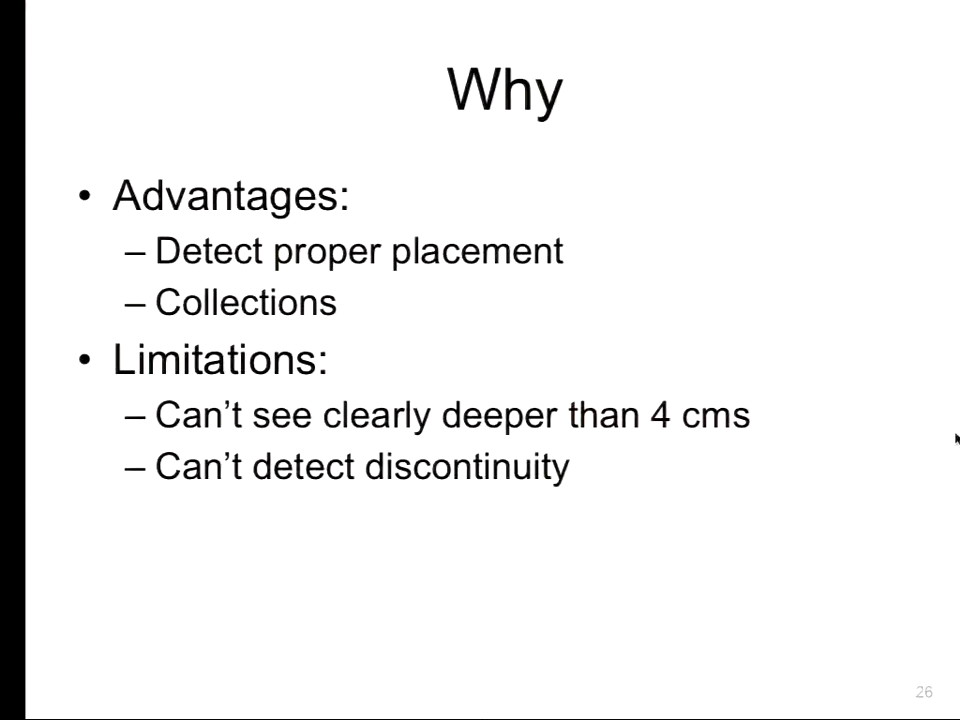 Why
• Advantages:
– Detect proper placement
– Collections
• Limitations:
– Can’t see clearly deeper than 4 cms
– Can’t detect discontinuity
26